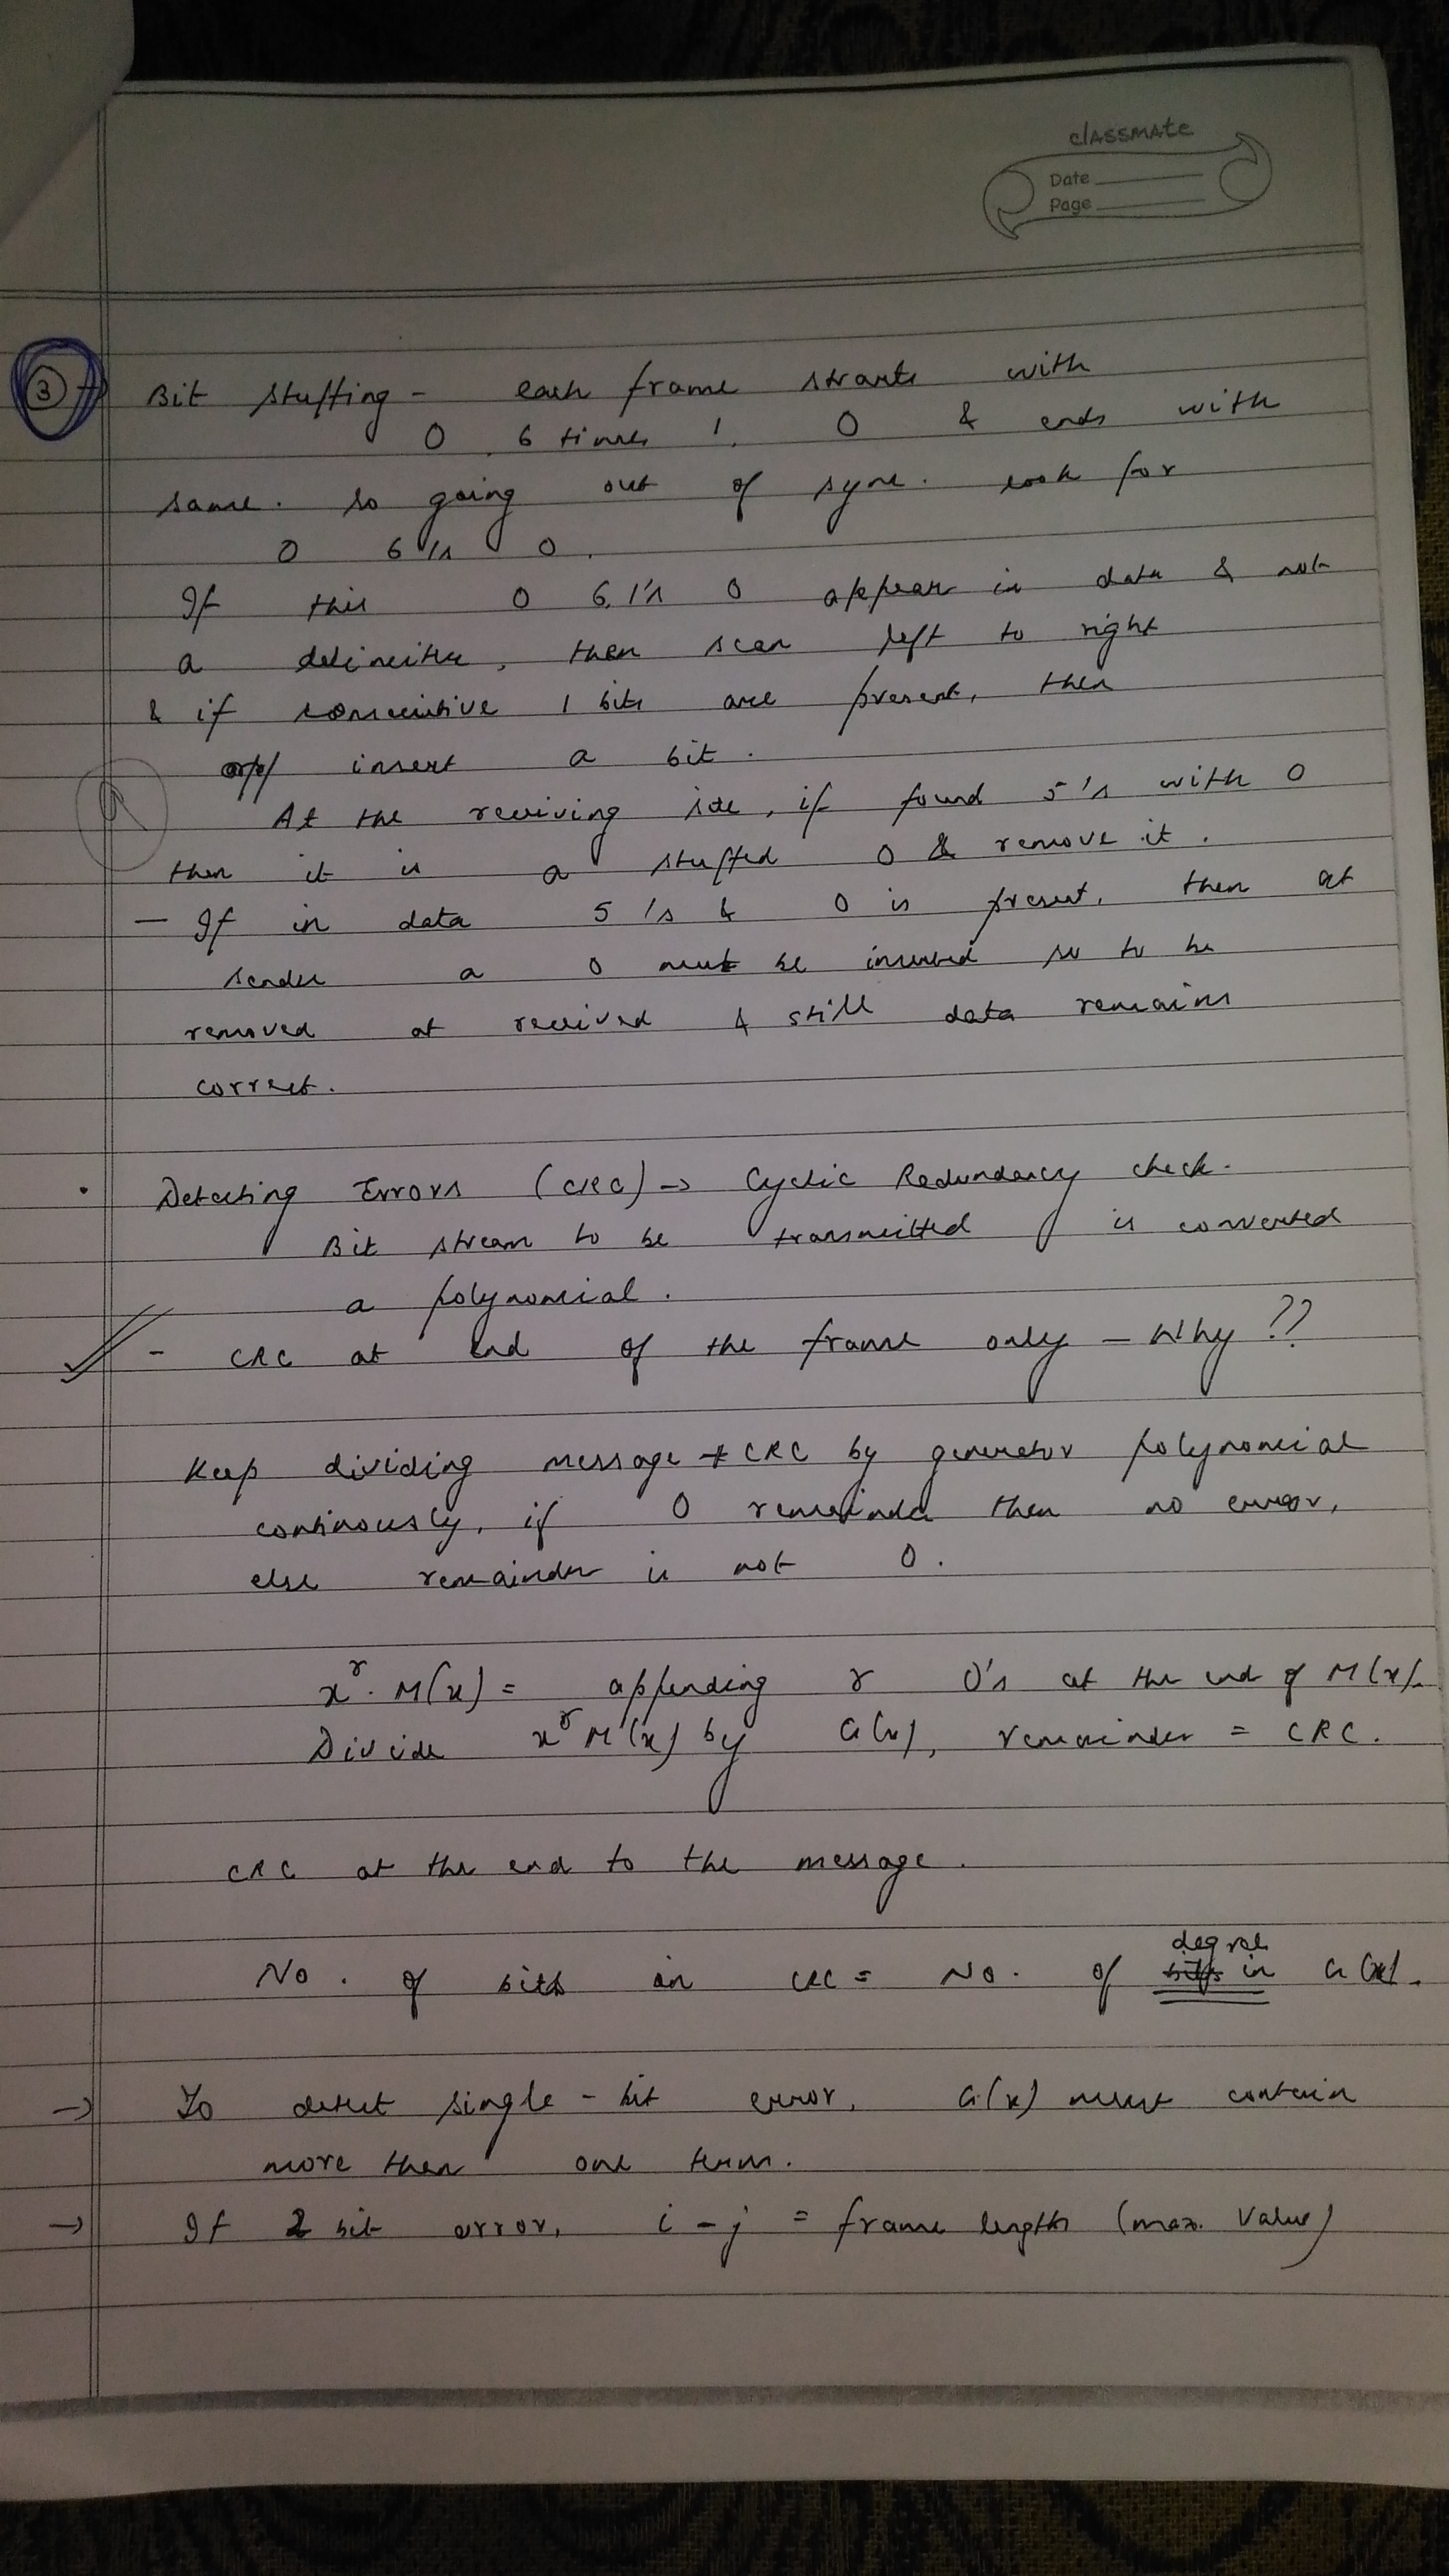 classmate
Date
Page
3 → Bit stuffing - each frame starts with
0 6 times 1, 0 & ends with
same. so going out of sync. look for
0 6 1's 0.
If this 0 6, 1's 0 appear in data & not
a delimiter, then scan left to right
& if consecutive 1 bits are present, then
insert a bit.
At the receiving side, if found 5 1's with 0
then it is a stuffed 0 & remove it.
— If in data 5 1's & 0 is present, then at
sender a 0 must be inserted so to be
removed at received & still data remains
correct.
• Detecting Errors (CRC) → Cyclic Redundancy check.
Bit stream to be transmitted is converted
a polynomial.
- CRC at end of the frame only - Why ??
Keep dividing message + CRC by generator polynomial
continously, if 0 remainder then no error,
else remainder is not 0.
x^r. M(x) = appending r 0's at the end of M(x).
Divide x^r M(x) by G(x), remainder = CRC.
CRC at the end to the message.
degree
No. of bits in CRC = No. of bits in G(x).
→ To detect single - bit error, G(x) must contain
more then one term.
→ If 2 bit error, i - j = frame length (max. value)